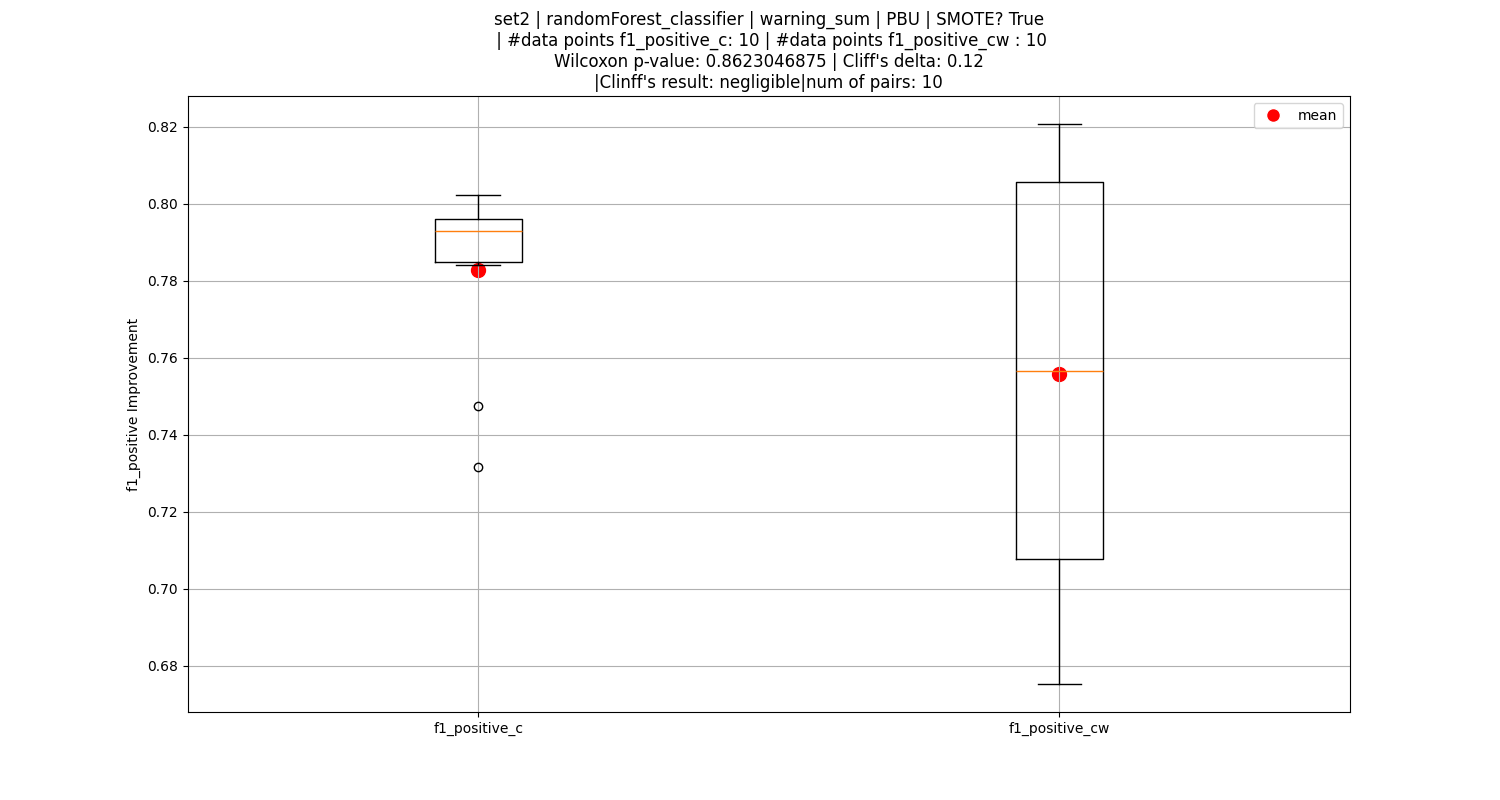 set2 | randomForest_classifier | warning_sum | PBU | SMOTE? True
| #data points f1_positive_c: 10 | #data points f1_positive_cw : 10
Wilcoxon p-value: 0.8623046875 | Cliff's delta: 0.12
|Clinff's result: negligible|num of pairs: 10
mean
0.82
0.80
0.78
0.76
0.74
0.72
0.70
0.68
f1_positive Improvement
f1_positive_c
f1_positive_cw